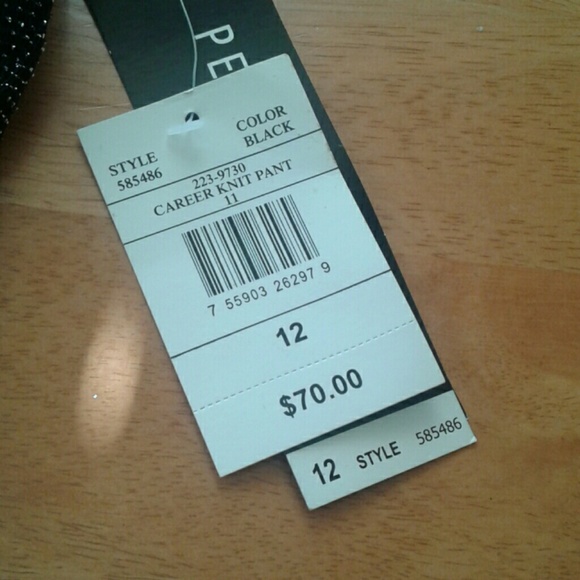 PE
STYLE
585486
COLOR
BLACK
223-9730
CAREER KNIT PANT
11
7 55903 26297 9
12
$70.00
12 STYLE 585486